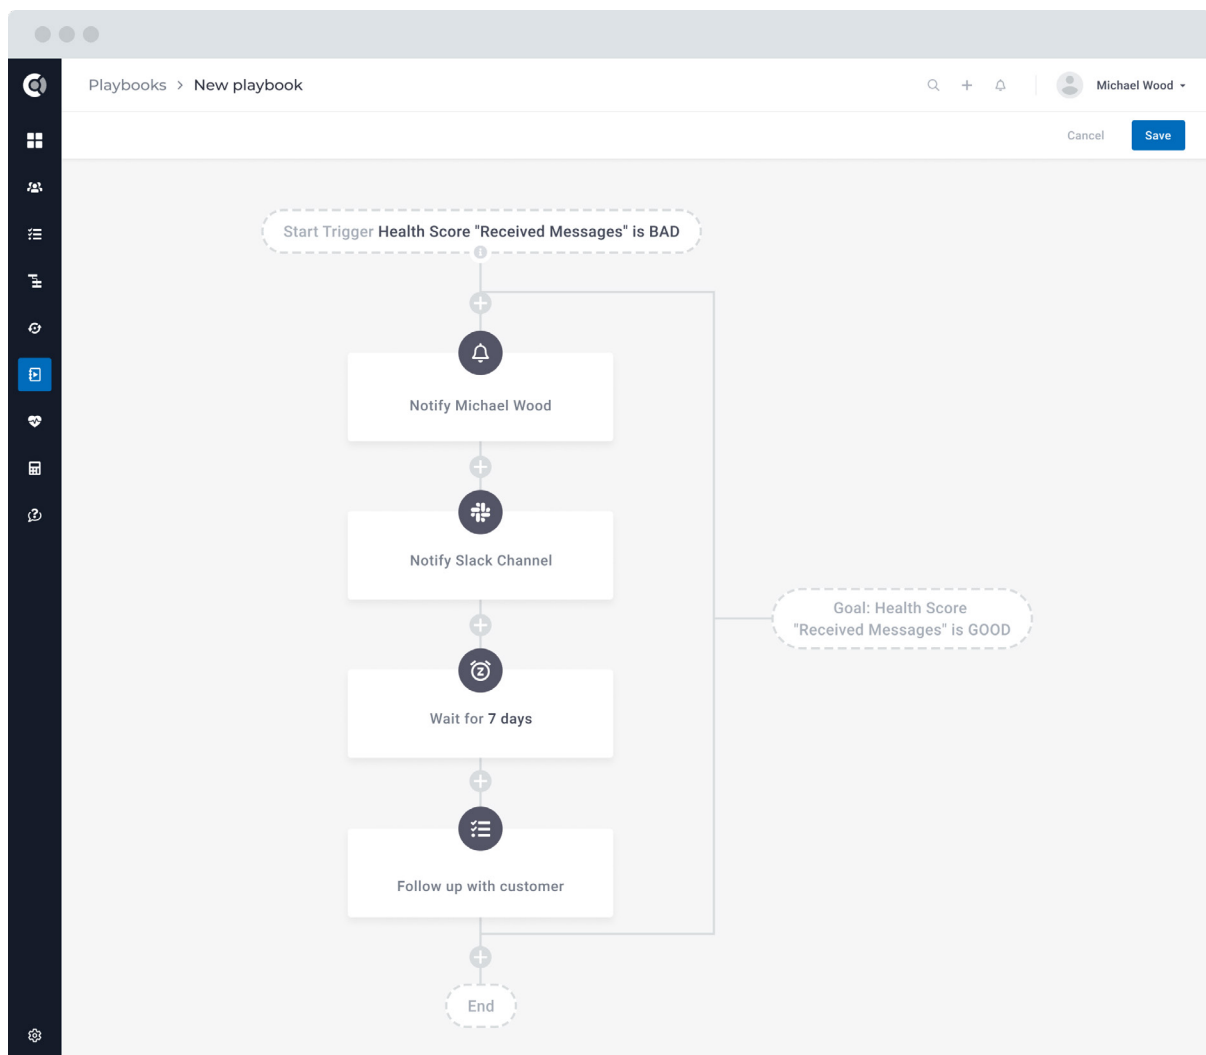 Playbooks > New playbook
Michael Wood
Cancel
Save
Start Trigger Health Score "Received Messages" is BAD
Notify Michael Wood
Notify Slack Channel
Goal: Health Score
"Received Messages" is GOOD
Wait for 7 days
Follow up with customer
End